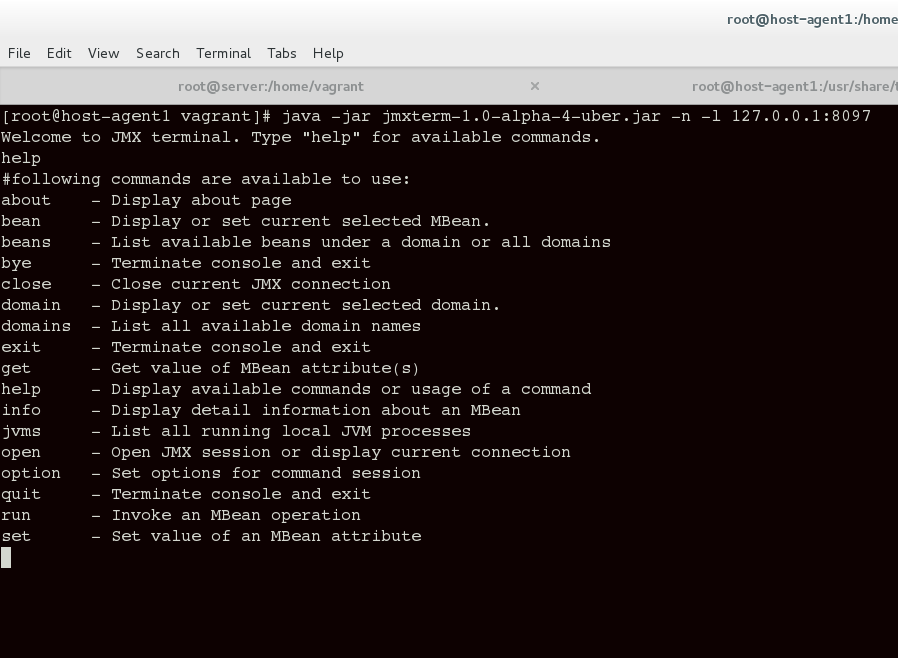 root@host-agent1:/home
File Edit View Search Terminal Tabs Help
root@server:/home/vagrant × root@host-agent1:/usr/share/t
[root@host-agent1 vagrant]# java -jar jmxterm-1.0-alpha-4-uber.jar -n -l 127.0.0.1:8097
Welcome to JMX terminal. Type "help" for available commands.
help
#following commands are available to use:
about    - Display about page
bean     - Display or set current selected MBean.
beans    - List available beans under a domain or all domains
bye      - Terminate console and exit
close    - Close current JMX connection
domain   - Display or set current selected domain.
domains  - List all available domain names
exit     - Terminate console and exit
get      - Get value of MBean attribute(s)
help     - Display available commands or usage of a command
info     - Display detail information about an MBean
jvms     - List all running local JVM processes
open     - Open JMX session or display current connection
option   - Set options for command session
quit     - Terminate console and exit
run      - Invoke an MBean operation
set      - Set value of an MBean attribute